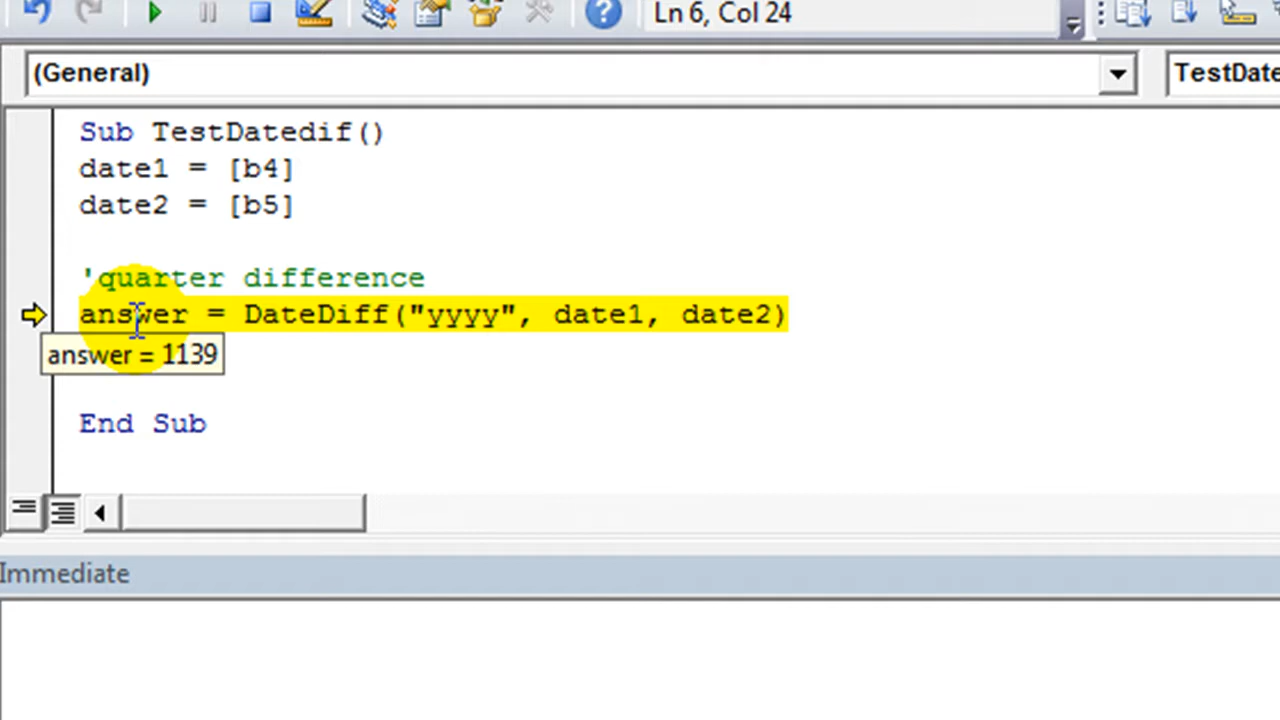 Ln 6, Col 24
(General)
TestDate
Sub TestDatedif()
date1 = [b4]
date2 = [b5]
'quarter difference
answer = DateDiff("yyyy", date1, date2)
answer = 1139
End Sub
Immediate